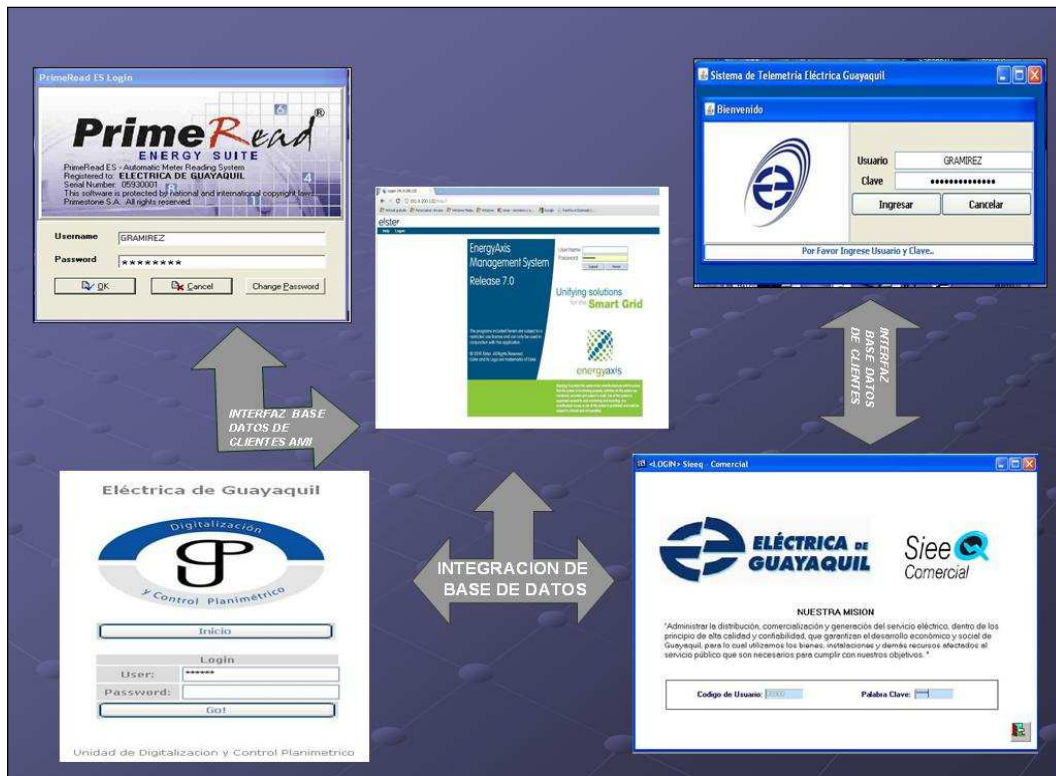 PrimeRead ES Login
PrimeRead®
ENERGY SUITE
PrimeRead ES - Automatic Meter Reading System
Registered to: ELECTRICA DE GUAYAQUIL
Serial Number: 05930001
This software is protected by national and international copyright laws
Primestone S.A. All rights reserved
Username GRAMIREZ
Password ********
OK Cancel Change Password
elster
Help Logon
EnergyAxis
Management System
Release 7.0
User Name
Password
Unifying solutions
for the Smart Grid
energyaxis
Sistema de Telemetría Eléctrica Guayaquil
Bienvenido
Usuario GRAMIREZ
Clave
Ingresar Cancelar
Por Favor Ingrese Usuario y Clave..
INTERFAZ BASE
DATOS DE
CLIENTES AMI
INTERFAZ
BASE DATOS
DE CLIENTES
INTEGRACION DE
BASE DE DATOS
Eléctrica de Guayaquil
Digitalización
y Control Planimétrico
Inicio
Login
User: ******
Password:
Go!
Unidad de Digitalizacion y Control Planimetrico
<LOGIN> Sieeq - Comercial
ELÉCTRICA DE
GUAYAQUIL
SieeQ
Comercial
NUESTRA MISION
"Administrar la distribución, comercialización y generación del servicio eléctrico, dentro de los
principio de alta calidad y confiabilidad, que garantizan el desarrollo económico y social de
Guayaquil, para lo cual utilizamos los bienes, instalaciones y demás recursos afectados al
servicio público que son necesarios para cumplir con nuestros objetivos. "
Codigo de Usuario: Palabra Clave: